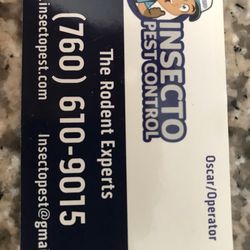 INSECTO
PEST CONTROL
Oscar/Operator
The Rodent Experts
(760) 610-9015
insectopest.com Insectopest@gma